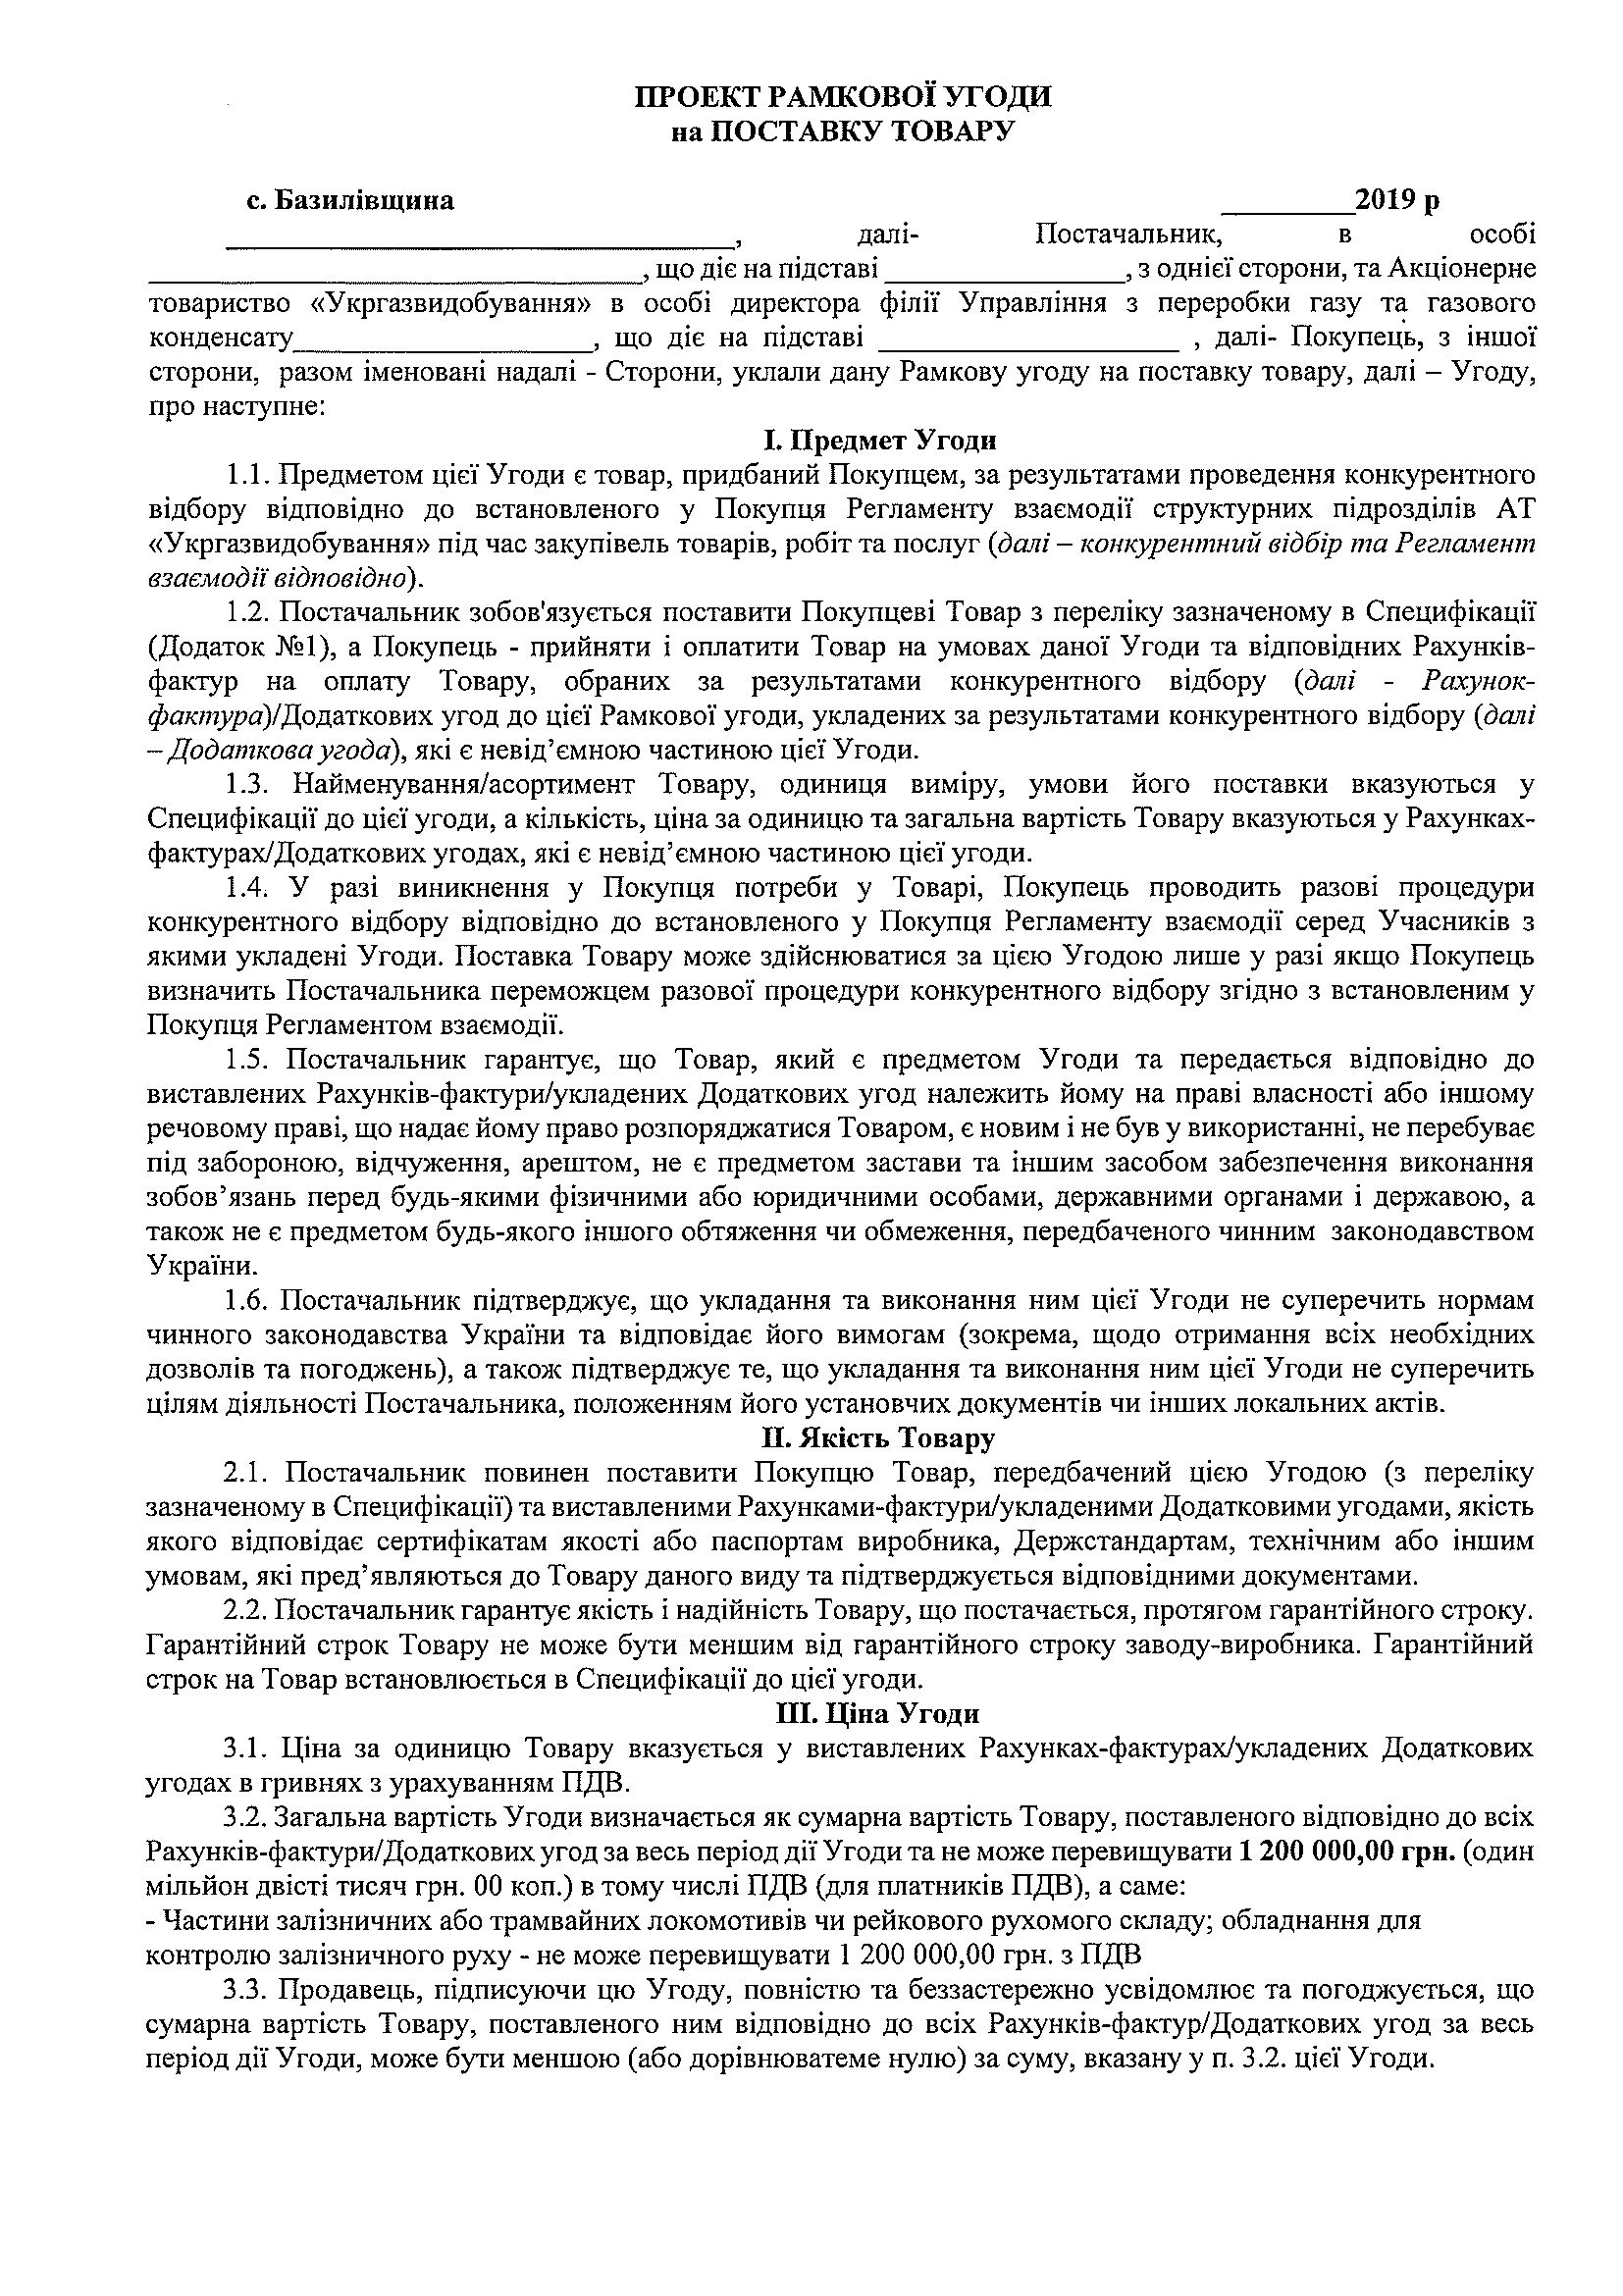 ПРОЕКТ РАМКОВОЇ УГОДИ
на ПОСТАВКУ ТОВАРУ
с. Базилівщина __________2019 р
______________________________________, далі- Постачальник, в особі
_____________________________________, що діє на підставі __________________, з однієї сторони, та Акціонерне
товариство «Укргазвидобування» в особі директора філії Управління з переробки газу та газового
конденсату______________________, що діє на підставі ______________________ , далі- Покупець, з іншої
сторони, разом іменовані надалі - Сторони, уклали дану Рамкову угоду на поставку товару, далі – Угоду,
про наступне:
І. Предмет Угоди
1.1. Предметом цієї Угоди є товар, придбаний Покупцем, за результатами проведення конкурентного
відбору відповідно до встановленого у Покупця Регламенту взаємодії структурних підрозділів АТ
«Укргазвидобування» під час закупівель товарів, робіт та послуг (далі – конкурентний відбір та Регламент
взаємодії відповідно).
1.2. Постачальник зобов'язується поставити Покупцеві Товар з переліку зазначеному в Специфікації
(Додаток №1), а Покупець - прийняти і оплатити Товар на умовах даної Угоди та відповідних Рахунків-
фактур на оплату Товару, обраних за результатами конкурентного відбору (далі - Рахунок-
фактура)/Додаткових угод до цієї Рамкової угоди, укладених за результатами конкурентного відбору (далі
– Додаткова угода), які є невід’ємною частиною цієї Угоди.
1.3. Найменування/асортимент Товару, одиниця виміру, умови його поставки вказуються у
Специфікації до цієї угоди, а кількість, ціна за одиницю та загальна вартість Товару вказуються у Рахунках-
фактурах/Додаткових угодах, які є невід’ємною частиною цієї угоди.
1.4. У разі виникнення у Покупця потреби у Товарі, Покупець проводить разові процедури
конкурентного відбору відповідно до встановленого у Покупця Регламенту взаємодії серед Учасників з
якими укладені Угоди. Поставка Товару може здійснюватися за цією Угодою лише у разі якщо Покупець
визначить Постачальника переможцем разової процедури конкурентного відбору згідно з встановленим у
Покупця Регламентом взаємодії.
1.5. Постачальник гарантує, що Товар, який є предметом Угоди та передається відповідно до
виставлених Рахунків-фактури/укладених Додаткових угод належить йому на праві власності або іншому
речовому праві, що надає йому право розпоряджатися Товаром, є новим і не був у використанні, не перебуває
під забороною, відчуження, арештом, не є предметом застави та іншим засобом забезпечення виконання
зобов’язань перед будь-якими фізичними або юридичними особами, державними органами і державою, а
також не є предметом будь-якого іншого обтяження чи обмеження, передбаченого чинним законодавством
України.
1.6. Постачальник підтверджує, що укладання та виконання ним цієї Угоди не суперечить нормам
чинного законодавства України та відповідає його вимогам (зокрема, щодо отримання всіх необхідних
дозволів та погоджень), а також підтверджує те, що укладання та виконання ним цієї Угоди не суперечить
цілям діяльності Постачальника, положенням його установчих документів чи інших локальних актів.
ІІ. Якість Товару
2.1. Постачальник повинен поставити Покупцю Товар, передбачений цією Угодою (з переліку
зазначеному в Специфікації) та виставленими Рахунками-фактури/укладеними Додатковими угодами, якість
якого відповідає сертифікатам якості або паспортам виробника, Держстандартам, технічним або іншим
умовам, які пред’являються до Товару даного виду та підтверджується відповідними документами.
2.2. Постачальник гарантує якість і надійність Товару, що постачається, протягом гарантійного строку.
Гарантійний строк Товару не може бути меншим від гарантійного строку заводу-виробника. Гарантійний
строк на Товар встановлюється в Специфікації до цієї угоди.
ІІІ. Ціна Угоди
3.1. Ціна за одиницю Товару вказується у виставлених Рахунках-фактурах/укладених Додаткових
угодах в гривнях з урахуванням ПДВ.
3.2. Загальна вартість Угоди визначається як сумарна вартість Товару, поставленого відповідно до всіх
Рахунків-фактури/Додаткових угод за весь період дії Угоди та не може перевищувати 1 200 000,00 грн. (один
мільйон двісті тисяч грн. 00 коп.) в тому числі ПДВ (для платників ПДВ), а саме:
- Частини залізничних або трамвайних локомотивів чи рейкового рухомого складу; обладнання для
контролю залізничного руху - не може перевищувати 1 200 000,00 грн. з ПДВ
3.3. Продавець, підписуючи цю Угоду, повністю та беззастережно усвідомлює та погоджується, що
сумарна вартість Товару, поставленого ним відповідно до всіх Рахунків-фактур/Додаткових угод за весь
період дії Угоди, може бути меншою (або дорівнюватеме нулю) за суму, вказану у п. 3.2. цієї Угоди.